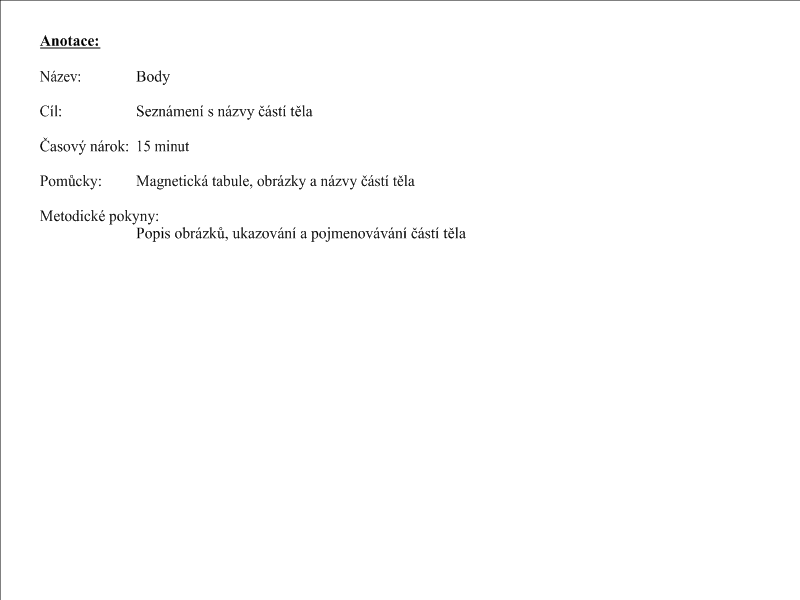 Anotace:
Název: Body
Cíl: Seznámení s názvy částí těla
Časový nárok: 15 minut
Pomůcky: Magnetická tabule, obrázky a názvy částí těla
Metodické pokyny:
Popis obrázků, ukazování a pojmenovávání částí těla